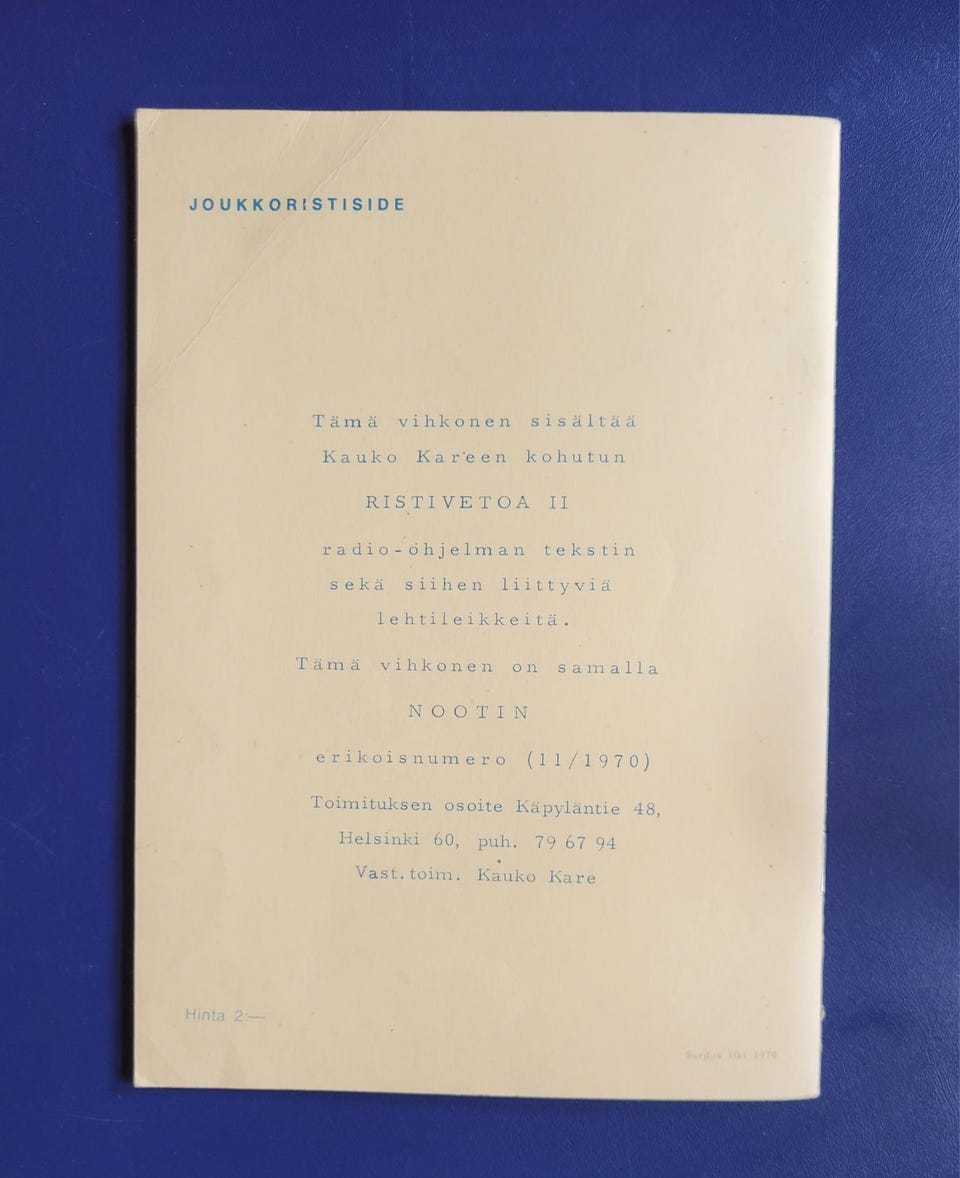 JOUKKORISTISIDE
Tämä vihkonen sisältää
Kauko Kareen kohutun
RISTIVETOA II
radio-ohjelman tekstin
sekä siihen liittyviä
lehtileikkeitä.
Tämä vihkonen on samalla
NOOTIN
erikoisnumero (11/1970)
Toimituksen osoite Käpyläntie 48,
Helsinki 60, puh. 79 67 94
Vast.toim. Kauko Kare
Hinta 2:—
1970